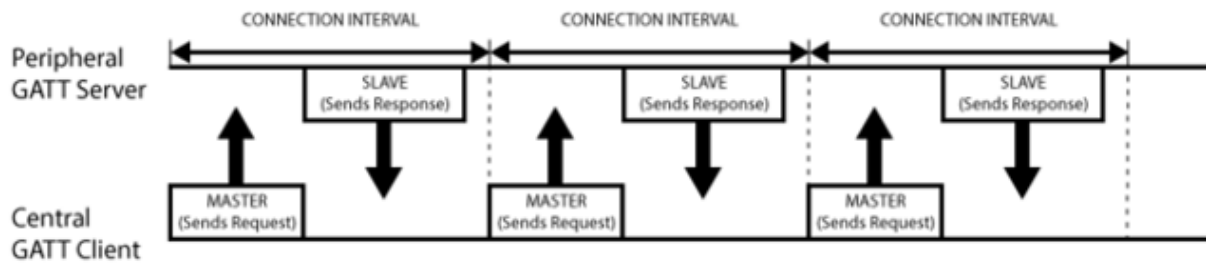 CONNECTION INTERVAL CONNECTION INTERVAL CONNECTION INTERVAL
Peripheral
GATT Server
SLAVE
(Sends Response)
SLAVE
(Sends Response)
SLAVE
(Sends Response)
MASTER
(Sends Request)
MASTER
(Sends Request)
MASTER
(Sends Request)
Central
GATT Client